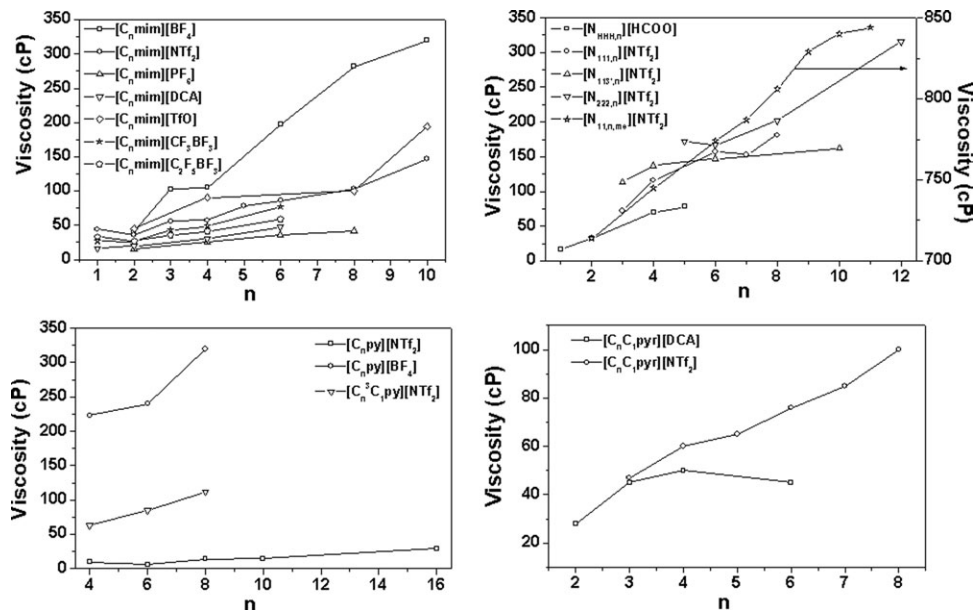 Viscosity (cP)
350
300
250
200
150
100
50
0
[Cₙmim][BF₄]
[Cₙmim][NTf₂]
[Cₙmim][PF₆]
[Cₙmim][DCA]
[Cₙmim][TfO]
[Cₙmim][CF₃BF₃]
[Cₙmim][C₂F₅BF₃]
1 2 3 4 5 6 7 8 9 10
n
Viscosity (cP)
350
300
250
200
150
100
50
0
[N_HHH,n][HCOO]
[N₁₁₁,ₙ][NTf₂]
[N₁₁₃',ₙ][NTf₂]
[N₂₂₂,ₙ][NTf₂]
[N₁₁,ₙ,ₘₑ][NTf₂]
850
800
750
700
Viscosity (cP)
0 2 4 6 8 10 12
n
Viscosity (cP)
350
300
250
200
150
100
50
0
[Cₙpy][NTf₂]
[Cₙpy][BF₄]
[Cₙ³C₁py][NTf₂]
4 6 8 10 12 14 16
n
Viscosity (cP)
100
80
60
40
20
[CₙC₁pyr][DCA]
[CₙC₁pyr][NTf₂]
2 3 4 5 6 7 8
n